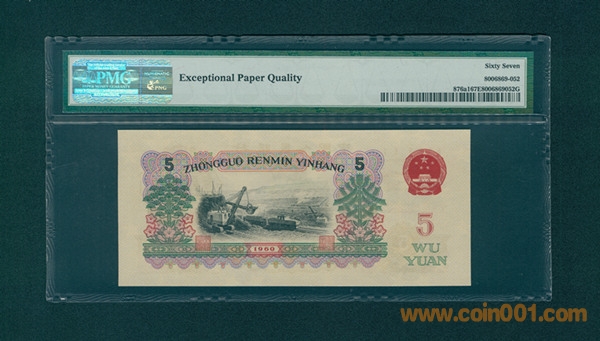 PMG
Exceptional Paper Quality
PNG
Sixty Seven
8006869-052
876a167E8006869052G
5 ZHONGGUO RENMIN YINHANG 5
1960
5
WU
YUAN
www.coin001.com